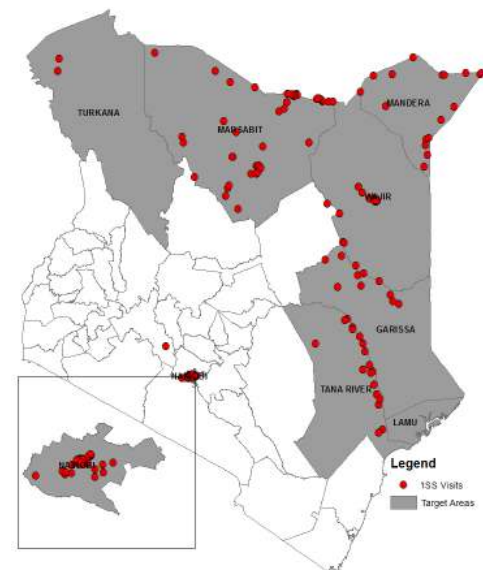 TURKANA
MARSABIT
MANDERA
WAJIR
GARISSA
TANA RIVER
LAMU
NAIROBI
NAIROBI
Legend
1SS Visits
Target Areas